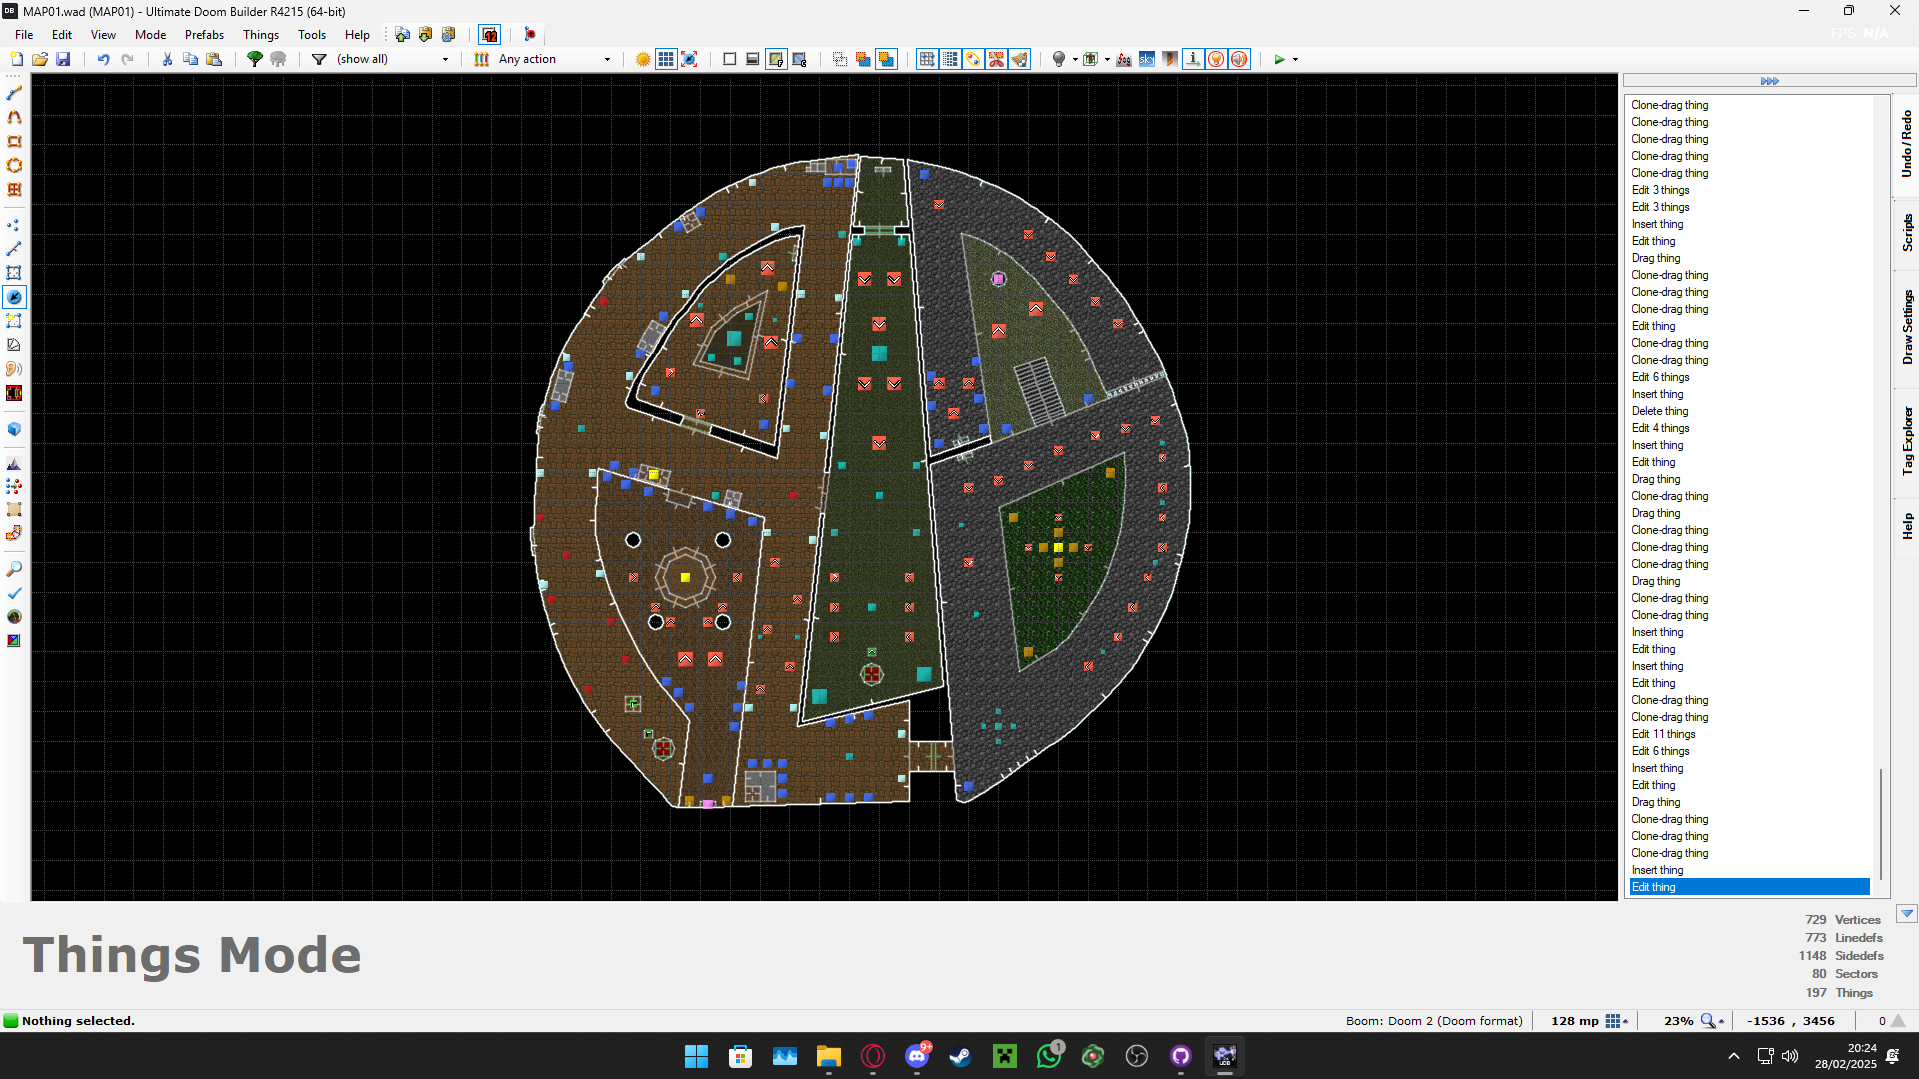 MAP01.wad (MAP01) - Ultimate Doom Builder R4215 (64-bit)
File Edit View Mode Prefabs Things Tools Help
FPS N/A
(show all)
Any action
Clone-drag thing
Clone-drag thing
Clone-drag thing
Clone-drag thing
Clone-drag thing
Edit 3 things
Edit 3 things
Insert thing
Edit thing
Drag thing
Clone-drag thing
Clone-drag thing
Clone-drag thing
Edit thing
Clone-drag thing
Clone-drag thing
Edit 6 things
Insert thing
Delete thing
Edit 4 things
Insert thing
Edit thing
Drag thing
Clone-drag thing
Drag thing
Clone-drag thing
Clone-drag thing
Clone-drag thing
Drag thing
Clone-drag thing
Clone-drag thing
Insert thing
Edit thing
Insert thing
Edit thing
Clone-drag thing
Clone-drag thing
Edit 11 things
Edit 6 things
Insert thing
Edit thing
Drag thing
Clone-drag thing
Clone-drag thing
Clone-drag thing
Insert thing
Edit thing
Undo / Redo
Scripts
Draw Settings
Tag Explorer
Help
Things Mode
729 Vertices
773 Linedefs
1148 Sidedefs
80 Sectors
197 Things
Nothing selected.
Boom: Doom 2 (Doom format)
128 mp
23%
-1536 , 3456
0
9+
1
20:24
28/02/2025